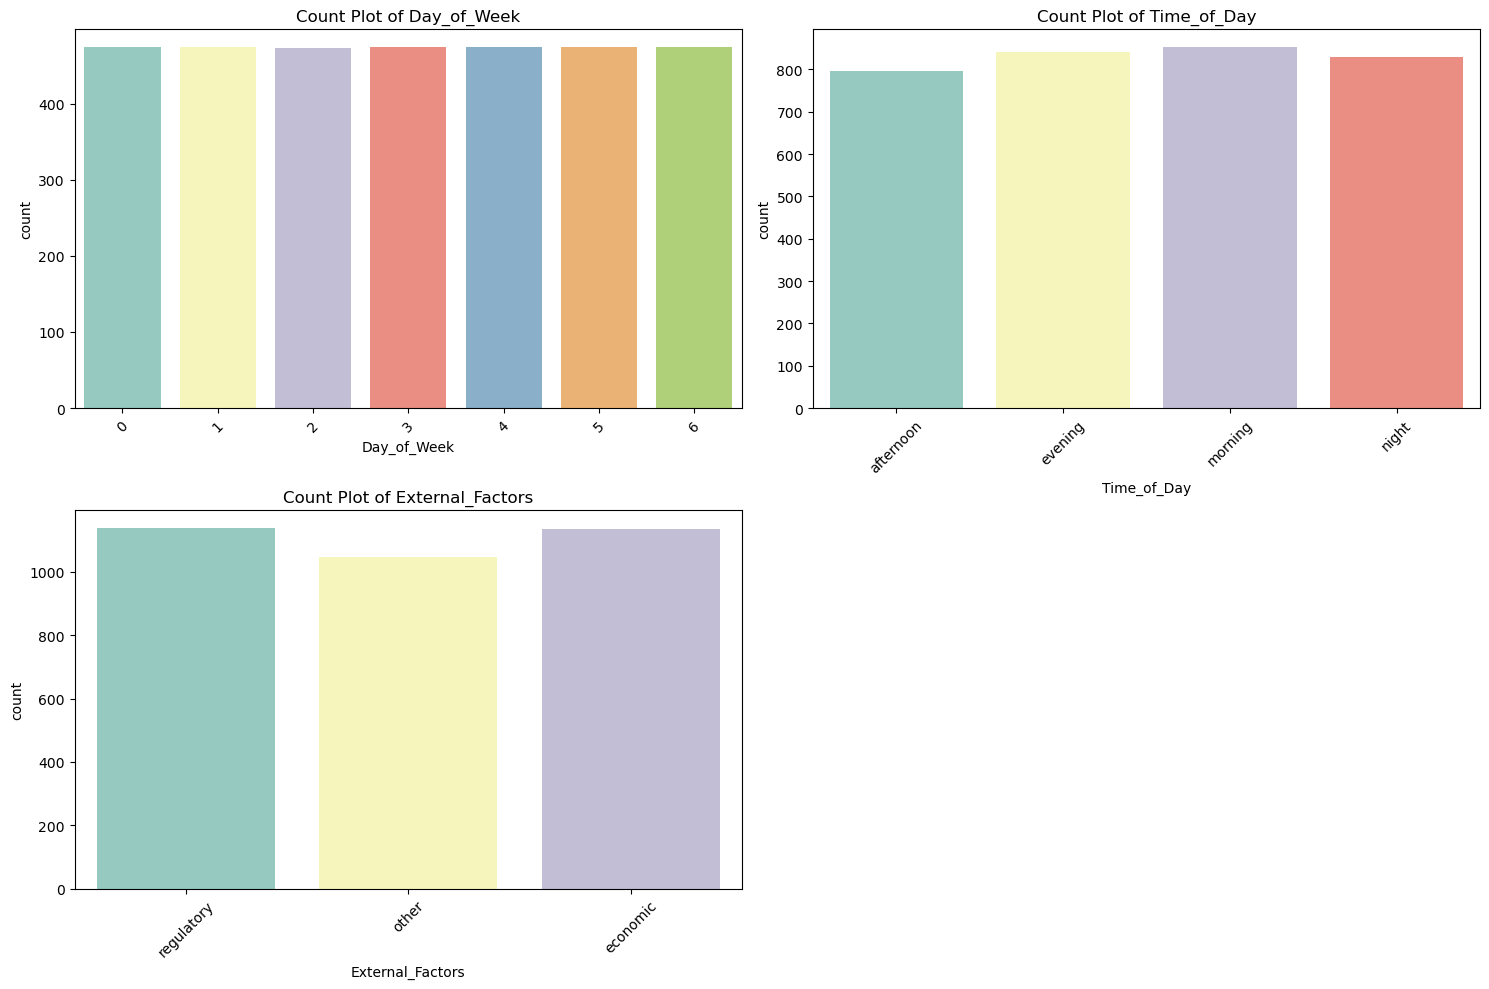 Count Plot of Day_of_Week
count
400
300
200
100
0
0 1 2 3 4 5 6
Day_of_Week
Count Plot of Time_of_Day
count
800
700
600
500
400
300
200
100
0
afternoon evening morning night
Time_of_Day
Count Plot of External_Factors
count
1000
800
600
400
200
0
regulatory other economic
External_Factors